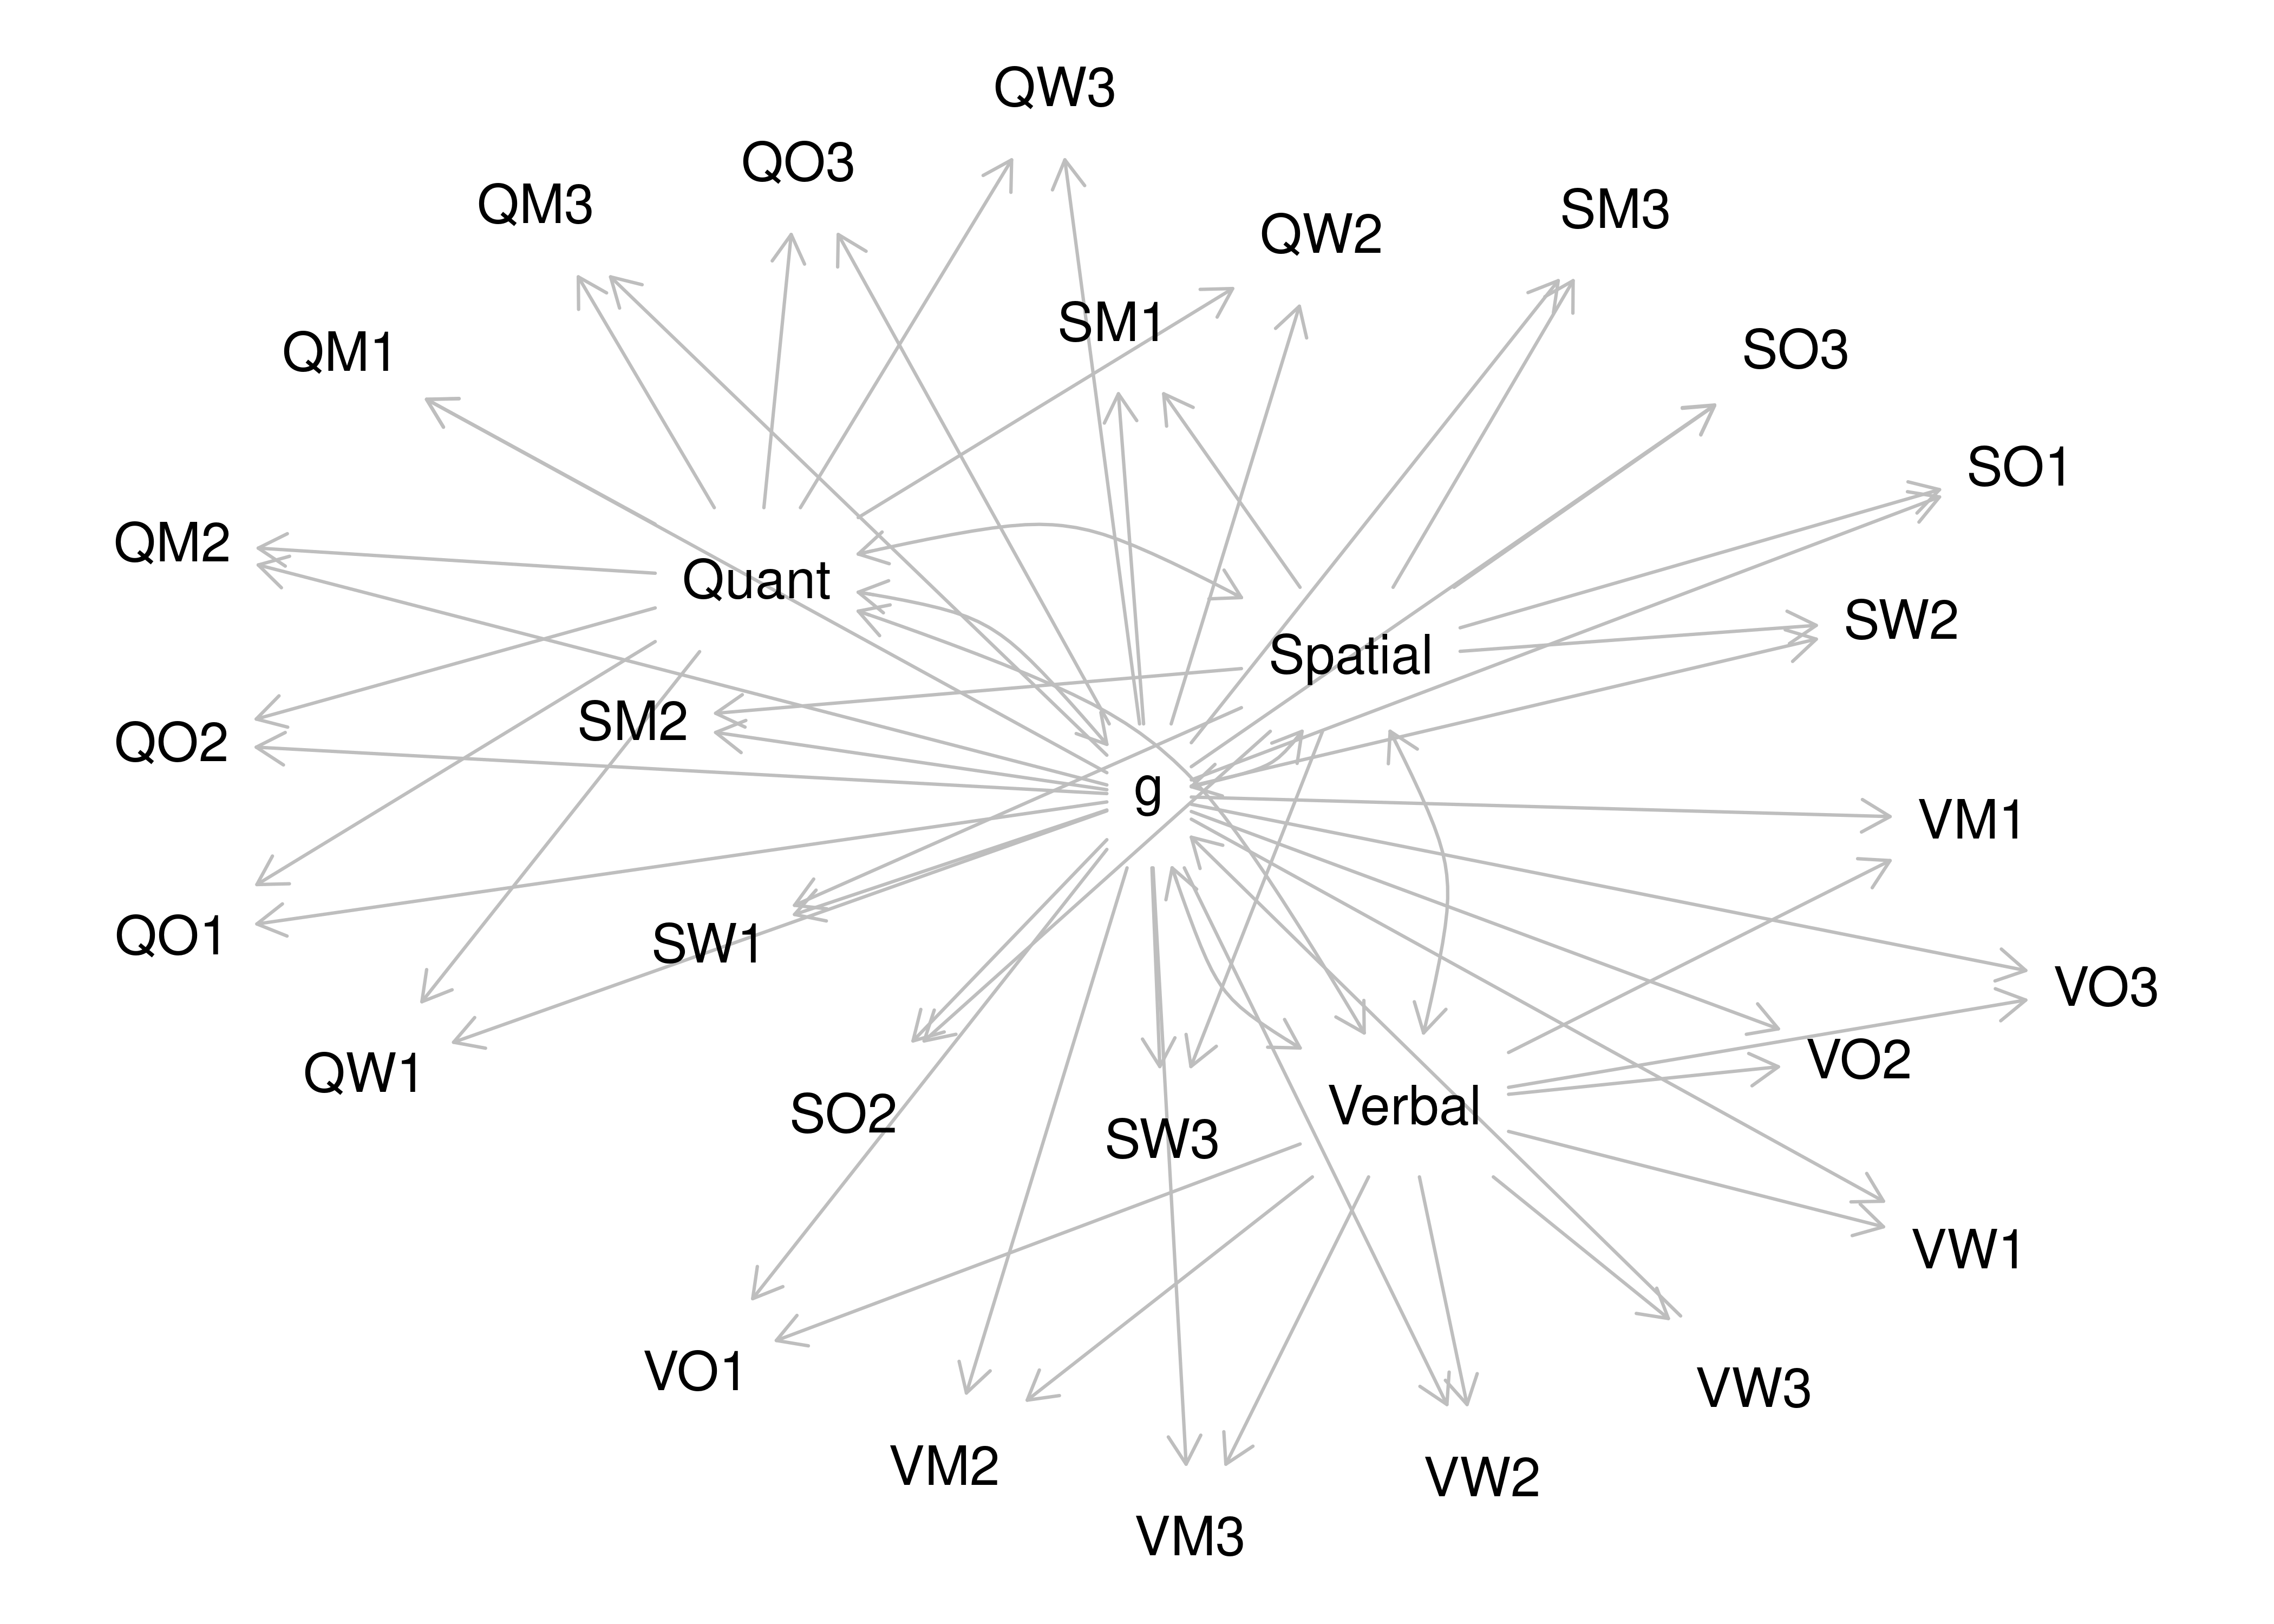 QW3
QO3
QM3
SM3
QW2
SM1
SO3
QM1
SO1
QM2
Quant
SW2
Spatial
SM2
QO2
g
VM1
QO1
SW1
VO3
VO2
QW1
Verbal
SO2
SW3
VW1
VO1
VW3
VM2
VW2
VM3